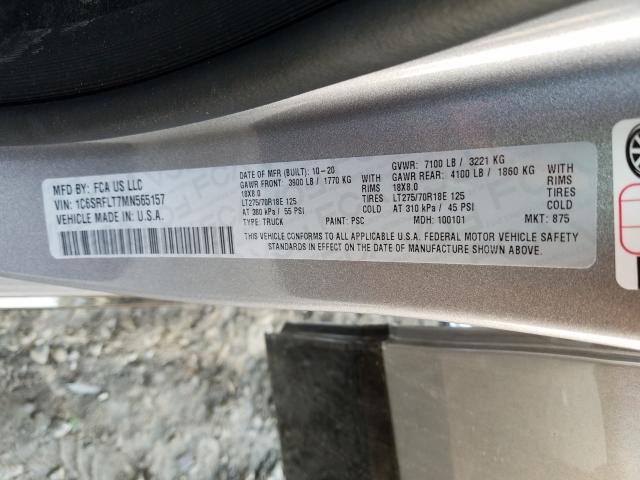 MFD BY: FCA US LLC
VIN: 1C6SRFLT7MN565157
VEHICLE MADE IN: U.S.A.
DATE OF MFR (BUILT): 10-20
GAWR FRONT: 3900 LB / 1770 KG WITH
18X8.0 RIMS
LT275/70R18E 125 TIRES
AT 380 kPa / 55 PSI COLD
TYPE: TRUCK PAINT: PSC
GVWR: 7100 LB / 3221 KG
GAWR REAR: 4100 LB / 1860 KG WITH
18X8.0 RIMS
LT275/70R18E 125 TIRES
AT 310 kPa / 45 PSI COLD
MDH: 100101 MKT: 875
THIS VEHICLE CONFORMS TO ALL APPLICABLE U.S.A. FEDERAL MOTOR VEHICLE SAFETY
STANDARDS IN EFFECT ON THE DATE OF MANUFACTURE SHOWN ABOVE.